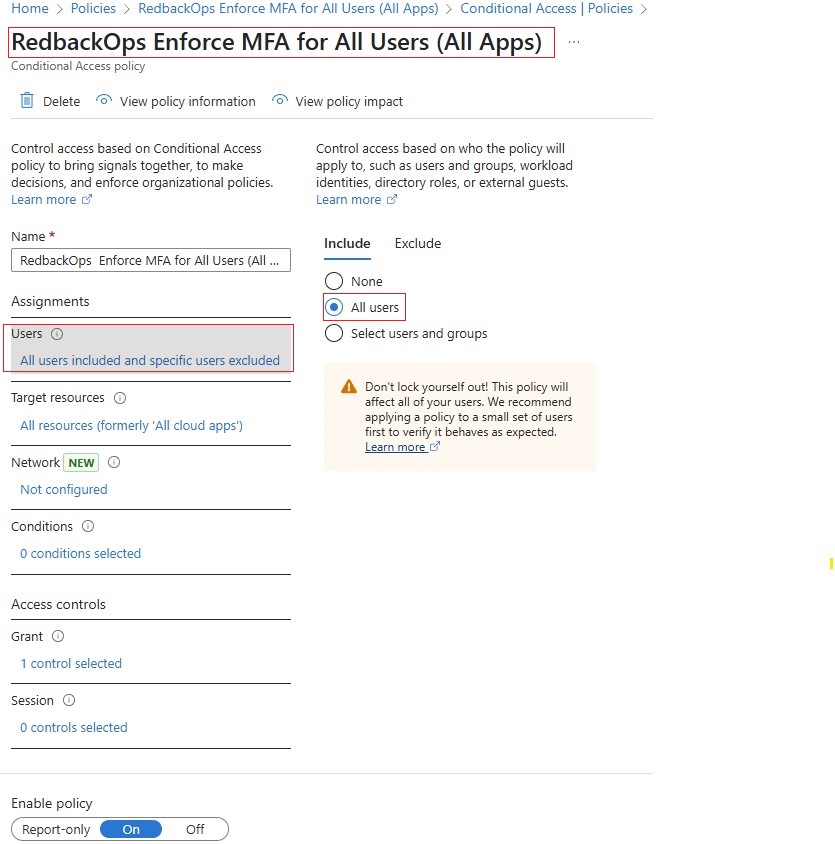 Home > Policies > RedbackOps Enforce MFA for All Users (All Apps) > Conditional Access | Policies >
RedbackOps Enforce MFA for All Users (All Apps) ...
Conditional Access policy
Delete View policy information View policy impact
Control access based on Conditional Access
policy to bring signals together, to make
decisions, and enforce organizational policies.
Learn more
Name *
RedbackOps Enforce MFA for All Users (All ...
Assignments
Users
All users included and specific users excluded
Target resources
All resources (formerly 'All cloud apps')
Network NEW
Not configured
Conditions
0 conditions selected
Access controls
Grant
1 control selected
Session
0 controls selected
Control access based on who the policy will
apply to, such as users and groups, workload
identities, directory roles, or external guests.
Learn more
Include Exclude
None
All users
Select users and groups
Don't lock yourself out! This policy will
affect all of your users. We recommend
applying a policy to a small set of users
first to verify it behaves as expected.
Learn more
Enable policy
Report-only On Off